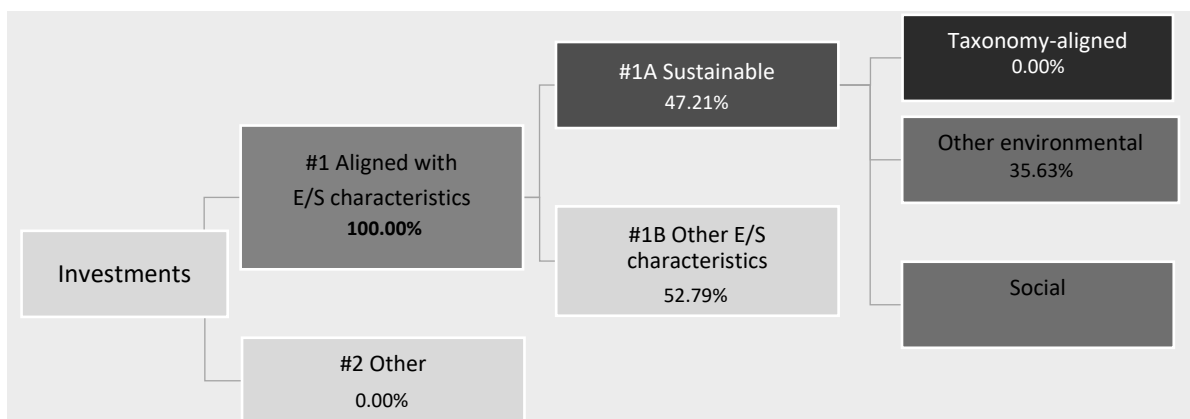 Investments
#1 Aligned with
E/S characteristics
100.00%
#2 Other
0.00%
#1A Sustainable
47.21%
#1B Other E/S
characteristics
52.79%
Taxonomy-aligned
0.00%
Other environmental
35.63%
Social